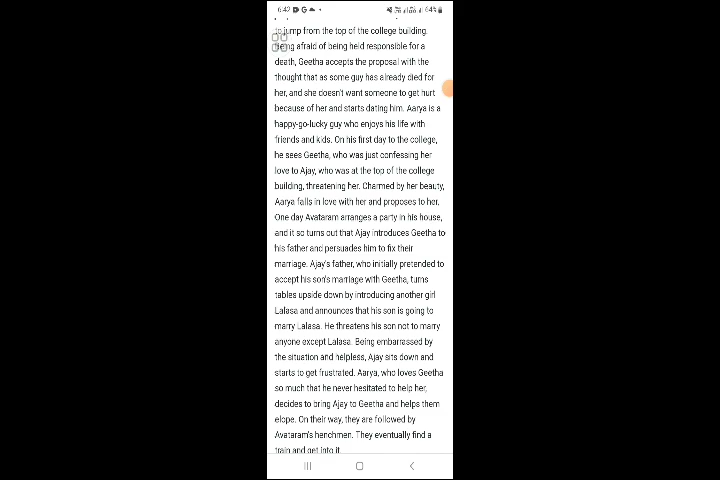 6:42 64%
to jump from the top of the college building.
Being afraid of being held responsible for a
death, Geetha accepts the proposal with the
thought that as some guy has already died for
her, and she doesn't want someone to get hurt
because of her and starts dating him. Aarya is a
happy-go-lucky guy who enjoys his life with
friends and kids. On his first day to the college,
he sees Geetha, who was just confessing her
love to Ajay, who was at the top of the college
building, threatening her. Charmed by her beauty,
Aarya falls in love with her and proposes to her.
One day Avataram arranges a party in his house,
and it so turns out that Ajay introduces Geetha to
his father and persuades him to fix their
marriage. Ajay's father, who initially pretended to
accept his son's marriage with Geetha, turns
tables upside down by introducing another girl
Lalasa and announces that his son is going to
marry Lalasa. He threatens his son not to marry
anyone except Lalasa. Being embarrassed by
the situation and helpless, Ajay sits down and
starts to get frustrated. Aarya, who loves Geetha
so much that he never hesitated to help her,
decides to bring Ajay to Geetha and helps them
elope. On their way, they are followed by
Avataram's henchmen. They eventually find a
train and get into it.